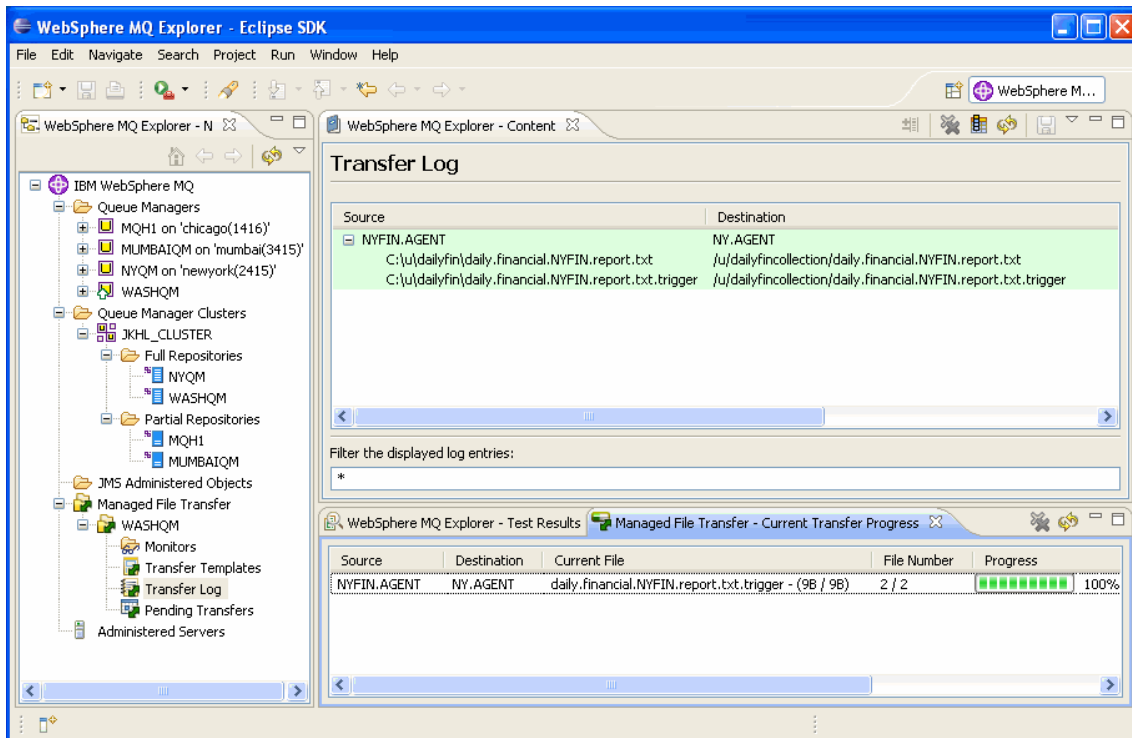 WebSphere MQ Explorer - Eclipse SDK
File Edit Navigate Search Project Run Window Help
WebSphere M...
WebSphere MQ Explorer - N
IBM WebSphere MQ
Queue Managers
MQH1 on 'chicago(1416)'
MUMBAIQM on 'mumbai(3415)'
NYQM on 'newyork(2415)'
WASHQM
Queue Manager Clusters
JKHL_CLUSTER
Full Repositories
NYQM
WASHQM
Partial Repositories
MQH1
MUMBAIQM
JMS Administered Objects
Managed File Transfer
WASHQM
Monitors
Transfer Templates
Transfer Log
Pending Transfers
Administered Servers
WebSphere MQ Explorer - Content
Transfer Log
Source Destination
NYFIN.AGENT NY.AGENT
C:\u\dailyfin\daily.financial.NYFIN.report.txt /u/dailyfincollection/daily.financial.NYFIN.report.txt
C:\u\dailyfin\daily.financial.NYFIN.report.txt.trigger /u/dailyfincollection/daily.financial.NYFIN.report.txt.trigger
Filter the displayed log entries:
*
WebSphere MQ Explorer - Test Results Managed File Transfer - Current Transfer Progress
Source Destination Current File File Number Progress
NYFIN.AGENT NY.AGENT daily.financial.NYFIN.report.txt.trigger - (9B / 9B) 2 / 2 100%